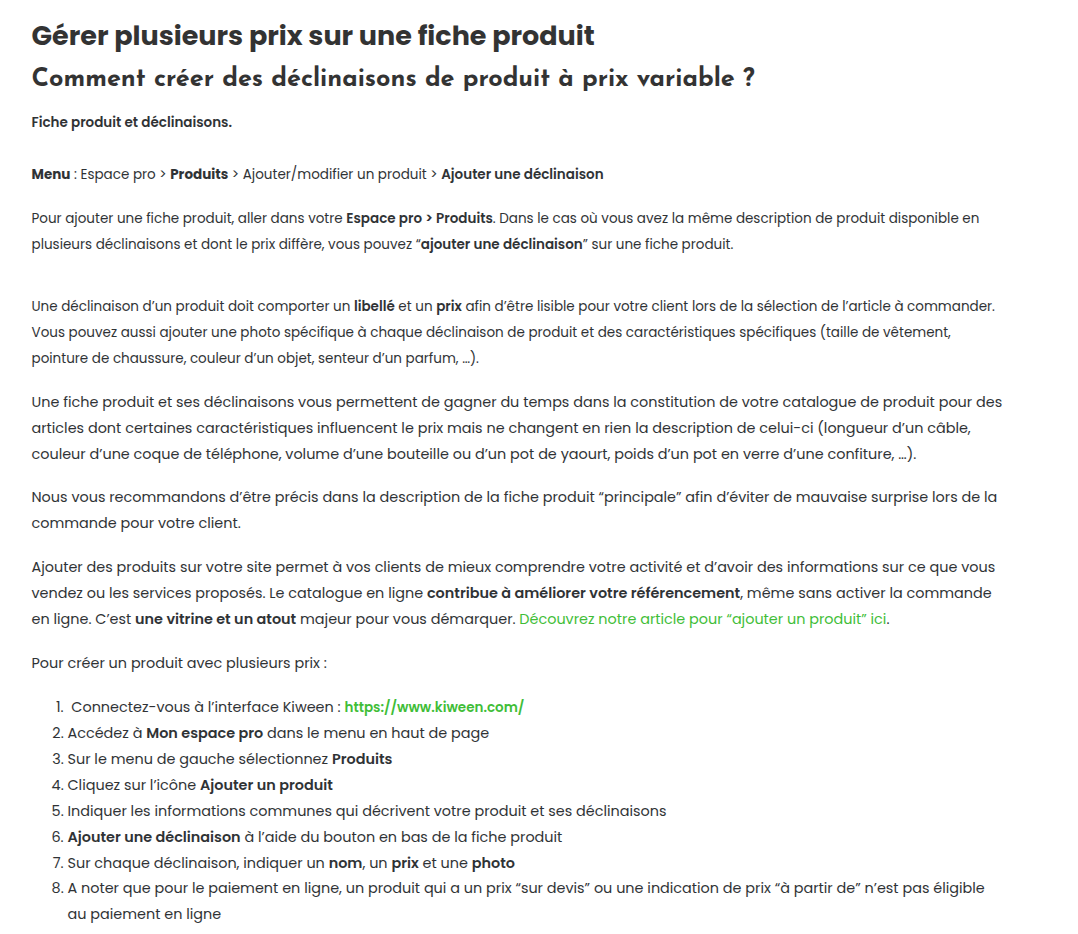 Gérer plusieurs prix sur une fiche produit
Comment créer des déclinaisons de produit à prix variable ?
Fiche produit et déclinaisons.
Menu : Espace pro > Produits > Ajouter/modifier un produit > Ajouter une déclinaison
Pour ajouter une fiche produit, aller dans votre Espace pro > Produits. Dans le cas où vous avez la même description de produit disponible en
plusieurs déclinaisons et dont le prix diffère, vous pouvez “ajouter une déclinaison” sur une fiche produit.
Une déclinaison d’un produit doit comporter un libellé et un prix afin d’être lisible pour votre client lors de la sélection de l’article à commander.
Vous pouvez aussi ajouter une photo spécifique à chaque déclinaison de produit et des caractéristiques spécifiques (taille de vêtement,
pointure de chaussure, couleur d’un objet, senteur d’un parfum, …).
Une fiche produit et ses déclinaisons vous permettent de gagner du temps dans la constitution de votre catalogue de produit pour des
articles dont certaines caractéristiques influencent le prix mais ne changent en rien la description de celui-ci (longueur d’un câble,
couleur d’une coque de téléphone, volume d’une bouteille ou d’un pot de yaourt, poids d’un pot en verre d’une confiture, …).
Nous vous recommandons d’être précis dans la description de la fiche produit “principale” afin d’éviter de mauvaise surprise lors de la
commande pour votre client.
Ajouter des produits sur votre site permet à vos clients de mieux comprendre votre activité et d’avoir des informations sur ce que vous
vendez ou les services proposés. Le catalogue en ligne contribue à améliorer votre référencement, même sans activer la commande
en ligne. C’est une vitrine et un atout majeur pour vous démarquer. Découvrez notre article pour “ajouter un produit” ici.
Pour créer un produit avec plusieurs prix :
1. Connectez-vous à l’interface Kiween : https://www.kiween.com/
2. Accédez à Mon espace pro dans le menu en haut de page
3. Sur le menu de gauche sélectionnez Produits
4. Cliquez sur l’icône Ajouter un produit
5. Indiquer les informations communes qui décrivent votre produit et ses déclinaisons
6. Ajouter une déclinaison à l’aide du bouton en bas de la fiche produit
7. Sur chaque déclinaison, indiquer un nom, un prix et une photo
8. A noter que pour le paiement en ligne, un produit qui a un prix “sur devis” ou une indication de prix “à partir de” n’est pas éligible
au paiement en ligne